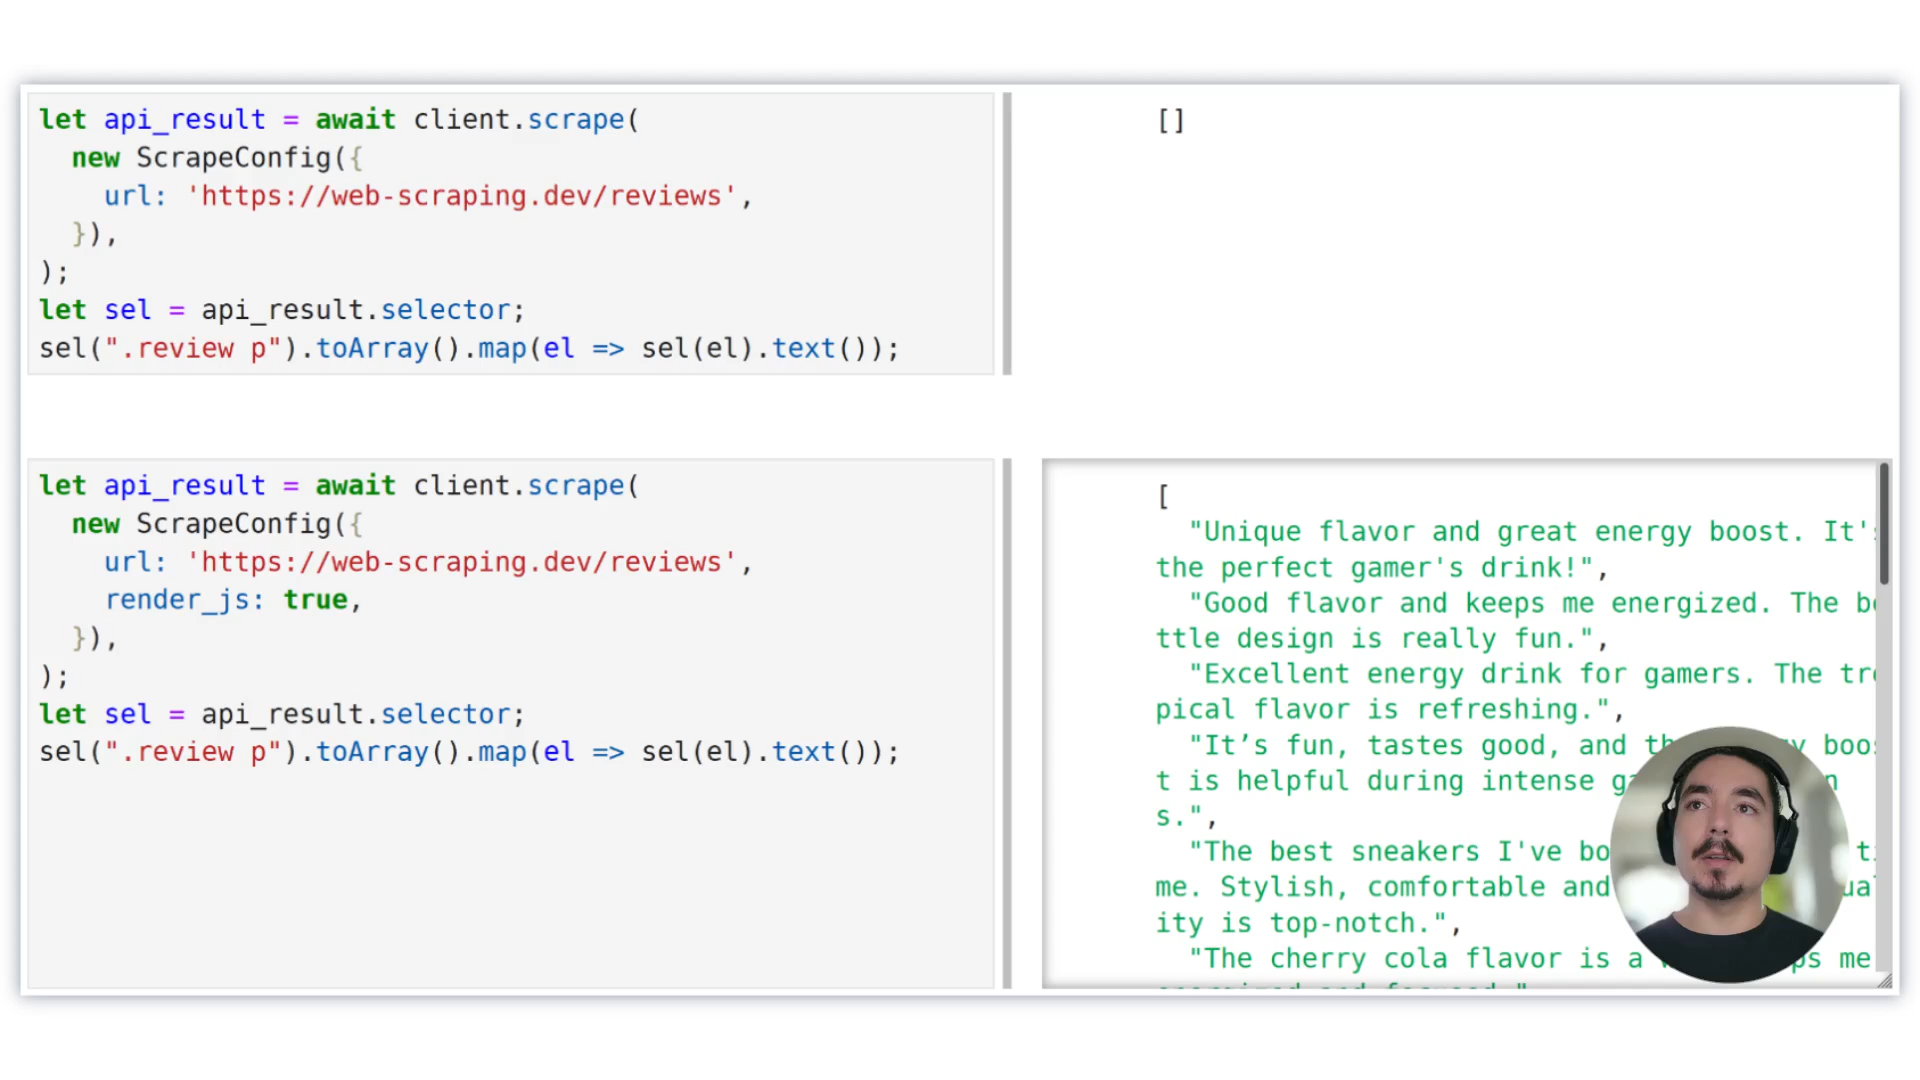 let api_result = await client.scrape(
new ScrapeConfig({
url: 'https://web-scraping.dev/reviews',
}),
);
let sel = api_result.selector;
sel(".review p").toArray().map(el => sel(el).text());
[]
let api_result = await client.scrape(
new ScrapeConfig({
url: 'https://web-scraping.dev/reviews',
render_js: true,
}),
);
let sel = api_result.selector;
sel(".review p").toArray().map(el => sel(el).text());
[
"Unique flavor and great energy boost. It's
the perfect gamer's drink!",
"Good flavor and keeps me energized. The bo
ttle design is really fun.",
"Excellent energy drink for gamers. The tro
pical flavor is refreshing.",
"It’s fun, tastes good, and boos
t is helpful during intense
s.",
"The best sneakers I've ti
me. Stylish, comfortable and
ity is top-notch.",
"The cherry cola flavor is a me